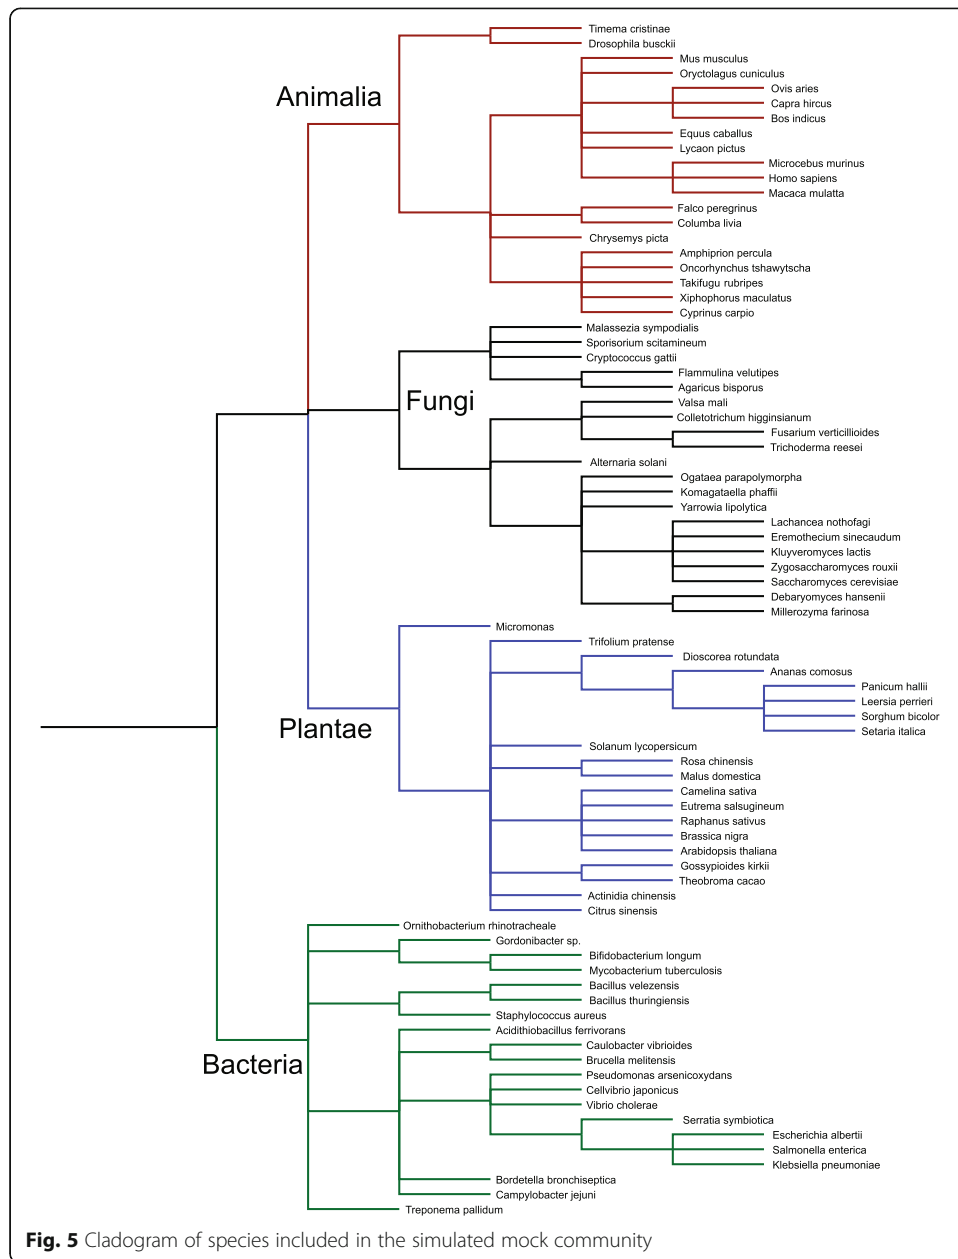 Timema cristinae
Drosophila busckii
Mus musculus
Oryctolagus cuniculus
Ovis aries
Animalia
Capra hircus
Bos indicus
Equus caballus
Lycaon pictus
Microcebus murinus
Homo sapiens
Macaca mulatta
Falco peregrinus
Columba livia
Chrysemys picta
Amphiprion percula
Oncorhynchus tshawytscha
Takifugu rubripes
Xiphophorus maculatus
Cyprinus carpio
Malassezia sympodialis
Sporisorium scitamineum
Cryptococcus gattii
Flammulina velutipes
Agaricus bisporus
Fungi
Valsa mali
Colletotrichum higginsianum
Fusarium verticillioides
Trichoderma reesei
Alternaria solani
Ogataea parapolymorpha
Komagataella phaffii
Yarrowia lipolytica
Lachancea nothofagi
Eremothecium sinecaudum
Kluyveromyces lactis
Zygosaccharomyces rouxii
Saccharomyces cerevisiae
Debaryomyces hansenii
Millerozyma farinosa
Micromonas
Trifolium pratense
Dioscorea rotundata
Ananas comosus
Panicum hallii
Leersia perrieri
Sorghum bicolor
Plantae
Setaria italica
Solanum lycopersicum
Rosa chinensis
Malus domestica
Camelina sativa
Eutrema salsugineum
Raphanus sativus
Brassica nigra
Arabidopsis thaliana
Gossypioides kirkii
Theobroma cacao
Actinidia chinensis
Citrus sinensis
Ornithobacterium rhinotracheale
Gordonibacter sp.
Bifidobacterium longum
Mycobacterium tuberculosis
Bacillus velezensis
Bacillus thuringiensis
Staphylococcus aureus
Acidithiobacillus ferrivorans
Caulobacter vibrioides
Brucella melitensis
Bacteria
Pseudomonas arsenicoxydans
Cellvibrio japonicus
Vibrio cholerae
Serratia symbiotica
Escherichia albertii
Salmonella enterica
Klebsiella pneumoniae
Bordetella bronchiseptica
Campylobacter jejuni
Treponema pallidum
Fig. 5 Cladogram of species included in the simulated mock community